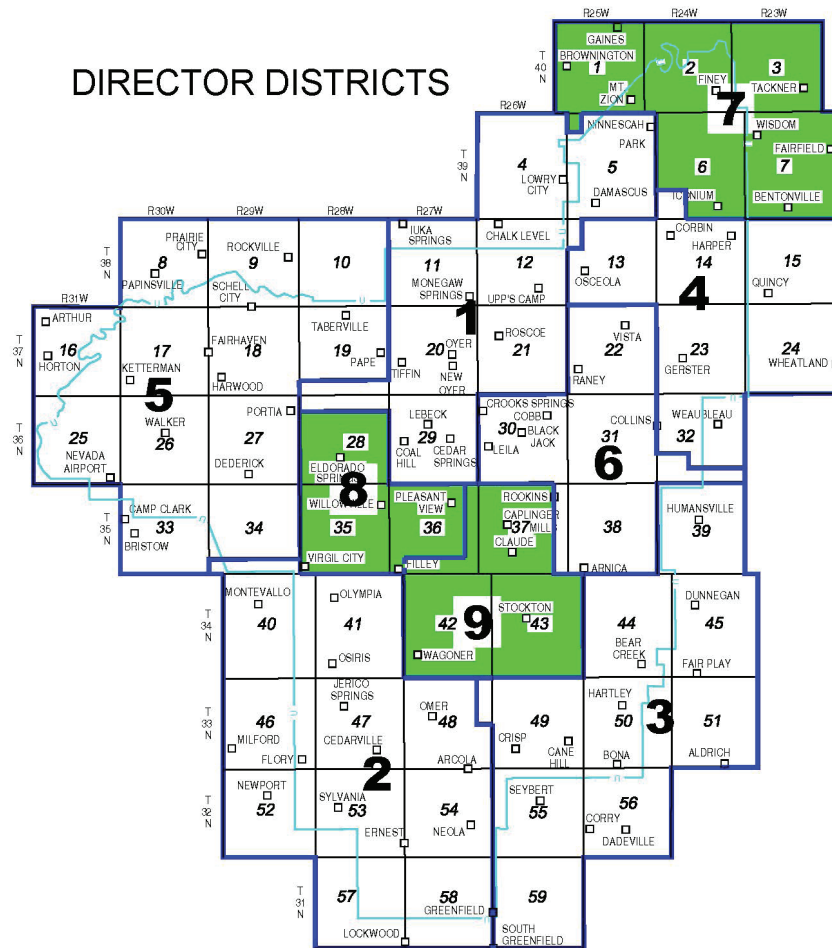 R25W R24W R23W
GAINES
BROWNINGTON
T
40
N
1 2 3
FINEY
TACKNER
MT.
ZION
7
DIRECTOR DISTRICTS
R26W
NINNESCAH
PARK
WISDOM
FAIRFIELD
T
39
N
4 5 6 7
LOWRY
CITY
DAMASCUS
ICONIUM
BENTONVILLE
R30W R29W R28W R27W
IUKA
SPRINGS
CHALK LEVEL
CORBIN
HARPER
T
38
N
PRAIRIE
CITY
ROCKVILLE
8 9 10 11 12 13 14 15
PAPINSVILLE
SCHELL
CITY
MONEGAW
SPRINGS
UPP'S CAMP
OSCEOLA
QUINCY
4
R31W
ARTHUR
TABERVILLE
1
VISTA
T
37
N
16 17 18 19 20 21 22 23 24
HORTON
KETTERMAN
FAIRHAVEN
HARWOOD
PAPE
TIFFIN
OYER
NEW
OYER
ROSCOE
RANEY
GERSTER
WHEATLAND
5
PORTIA
LEBECK
CROOKS SPRINGS
COBB
BLACK
JACK
COLLINS
WEAUBLEAU
T
36
N
25 26 27 28 29 30 31 32
WALKER
NEVADA
AIRPORT
DEDERICK
ELDORADO
SPRINGS
COAL
HILL
CEDAR
SPRINGS
LEILA
6
8
T
35
N
CAMP CLARK
BRISTOW
WILLOWVILLE
PLEASANT
VIEW
ROOKINS
CAPLINGER
MILLS
CLAUDE
HUMANSVILLE
33 34 35 36 37 38 39
VIRGIL CITY
FILLEY
ARNICA
MONTEVALLO
OLYMPIA
STOCKTON
DUNNEGAN
T
34
N
40 41 42 43 44 45
9
OSIRIS
WAGONER
BEAR
CREEK
FAIR PLAY
JERICO
SPRINGS
OMER
HARTLEY
T
33
N
46 47 48 49 50 51
3
MILFORD
FLORY
CEDARVILLE
ARCOLA
CRISP
CANE
HILL
BONA
ALDRICH
2
NEWPORT
SYLVANIA
SEYBERT
T
32
N
52 53 54 55 56
ERNEST
NEOLA
CORRY
DADEVILLE
T
31
N
57 58 59
LOCKWOOD
GREENFIELD
SOUTH
GREENFIELD